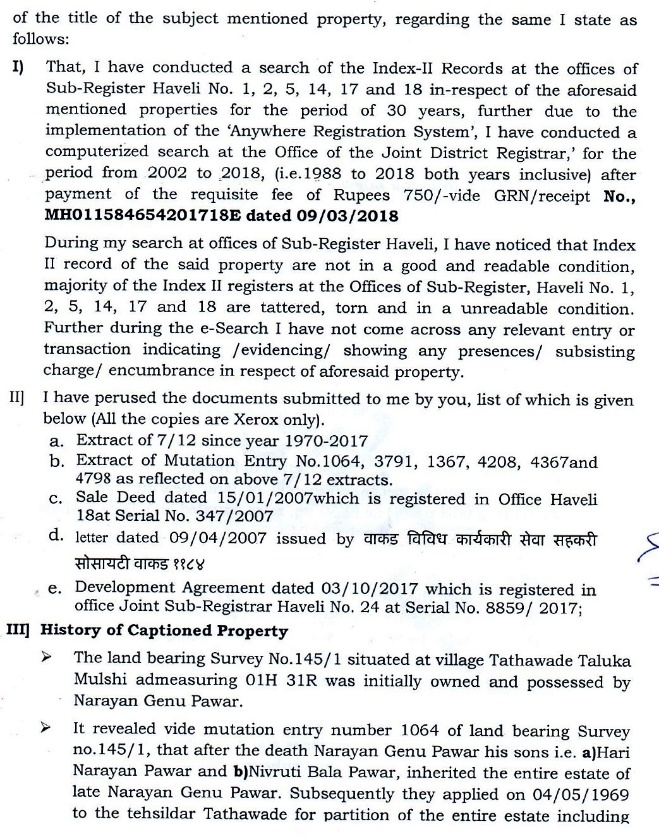 of the title of the subject mentioned property, regarding the same I state as
follows:
I) That, I have conducted a search of the Index-II Records at the offices of
Sub-Register Haveli No. 1, 2, 5, 14, 17 and 18 in-respect of the aforesaid
mentioned properties for the period of 30 years, further due to the
implementation of the 'Anywhere Registration System', I have conducted a
computerized search at the Office of the Joint District Registrar,' for the
period from 2002 to 2018, (i.e.1988 to 2018 both years inclusive) after
payment of the requisite fee of Rupees 750/-vide GRN/receipt No.,
MH011584654201718E dated 09/03/2018
During my search at offices of Sub-Register Haveli, I have noticed that Index
II record of the said property are not in a good and readable condition,
majority of the Index II registers at the Offices of Sub-Register, Haveli No. 1,
2, 5, 14, 17 and 18 are tattered, torn and in a unreadable condition.
Further during the e-Search I have not come across any relevant entry or
transaction indicating /evidencing/ showing any presences/ subsisting
charge/ encumbrance in respect of aforesaid property.
II] I have perused the documents submitted to me by you, list of which is given
below (All the copies are Xerox only).
a. Extract of 7/12 since year 1970-2017
b. Extract of Mutation Entry No.1064, 3791, 1367, 4208, 4367and
4798 as reflected on above 7/12 extracts.
c. Sale Deed dated 15/01/2007which is registered in Office Haveli
18at Serial No. 347/2007
d. letter dated 09/04/2007 issued by वाकड विविध कार्यकारी सेवा सहकरी
सोसायटी वाकड ११८४
e. Development Agreement dated 03/10/2017 which is registered in
office Joint Sub-Registrar Haveli No. 24 at Serial No. 8859/ 2017;
III] History of Captioned Property
➤ The land bearing Survey No.145/1 situated at village Tathawade Taluka
Mulshi admeasuring 01H 31R was initially owned and possessed by
Narayan Genu Pawar.
➤ It revealed vide mutation entry number 1064 of land bearing Survey
no.145/1, that after the death Narayan Genu Pawar his sons i.e. a)Hari
Narayan Pawar and b)Nivruti Bala Pawar, inherited the entire estate of
late Narayan Genu Pawar. Subsequently they applied on 04/05/1969
to the tehsildar Tathawade for partition of the entire estate including